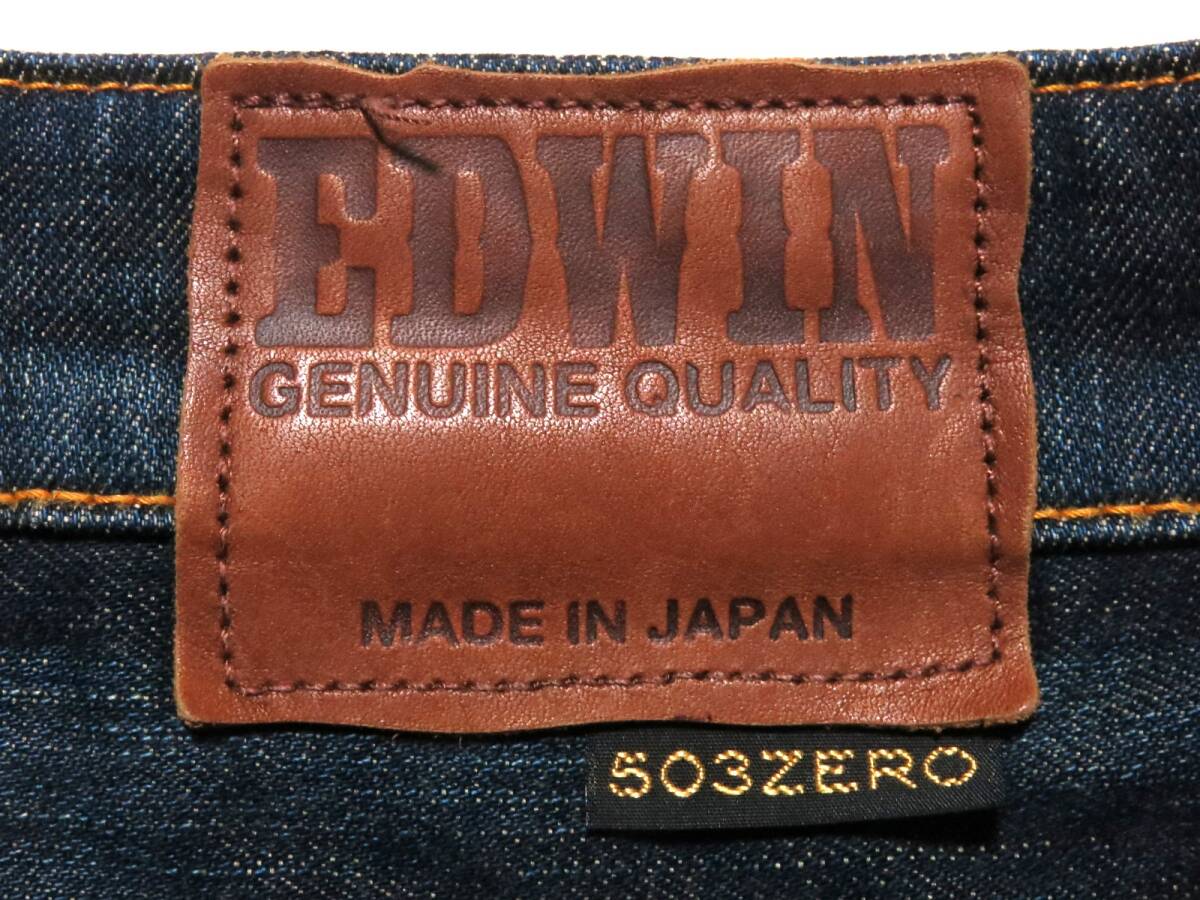 EDWIN
GENUINE QUALITY
MADE IN JAPAN
503ZERO